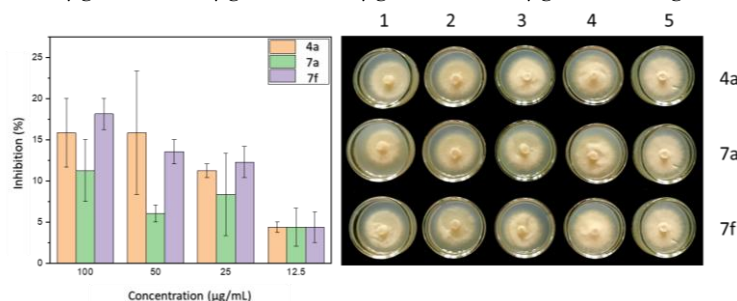 1 2 3 4 5
4a
7a
7f
25
20
15
10
5
0
Inhibition (%)
4a
7a
7f
100 50 25 12.5
Concentration (µg/mL)